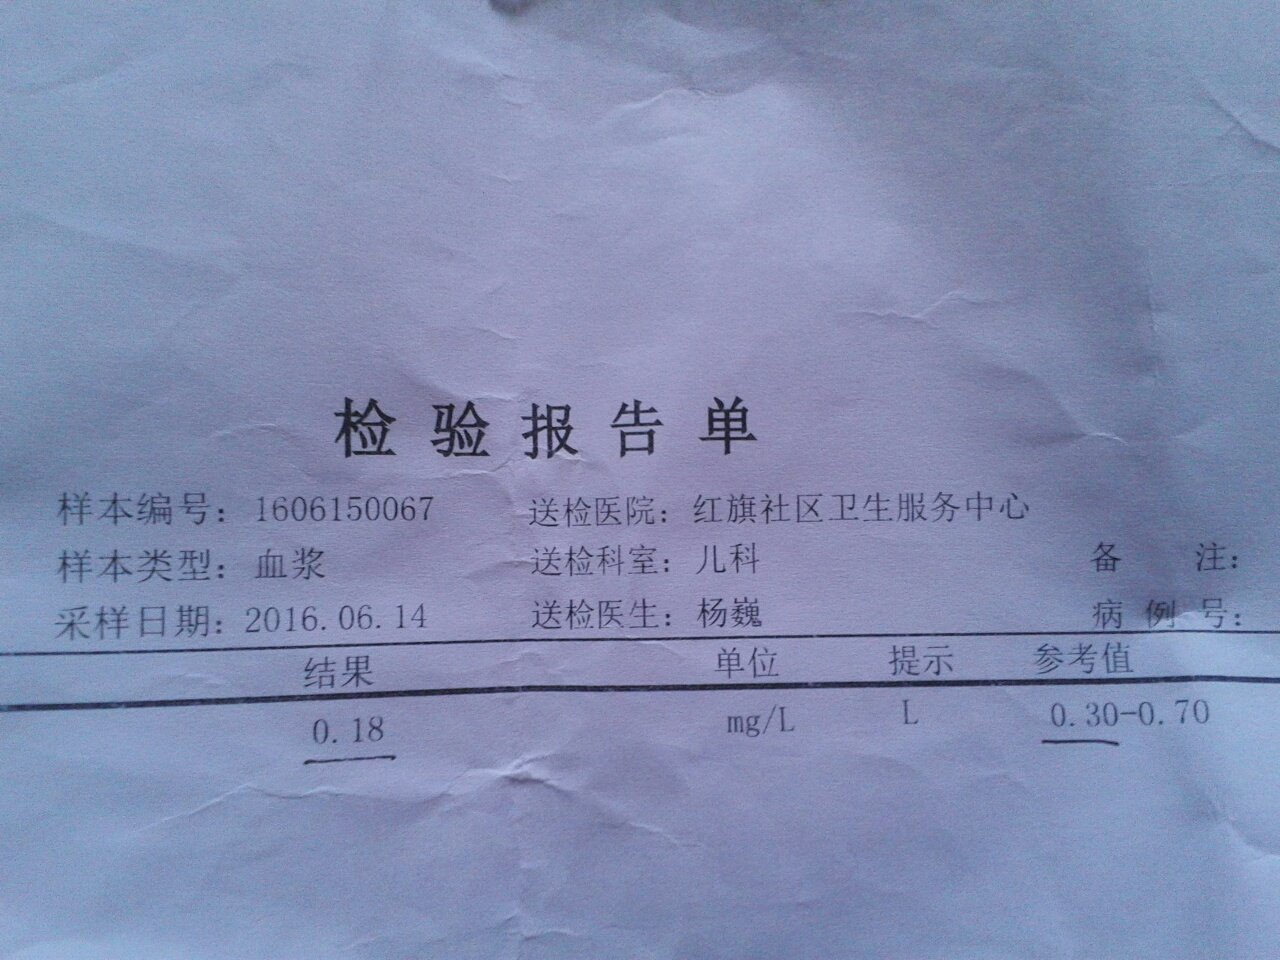 检验报告单
样本编号：1606150067 送检医院：红旗社区卫生服务中心
样本类型：血浆 送检科室：儿科 备 注：
采样日期：2016.06.14 送检医生：杨巍 病 例 号：
结果 单位 提示 参考值
0.18 mg/L L 0.30-0.70